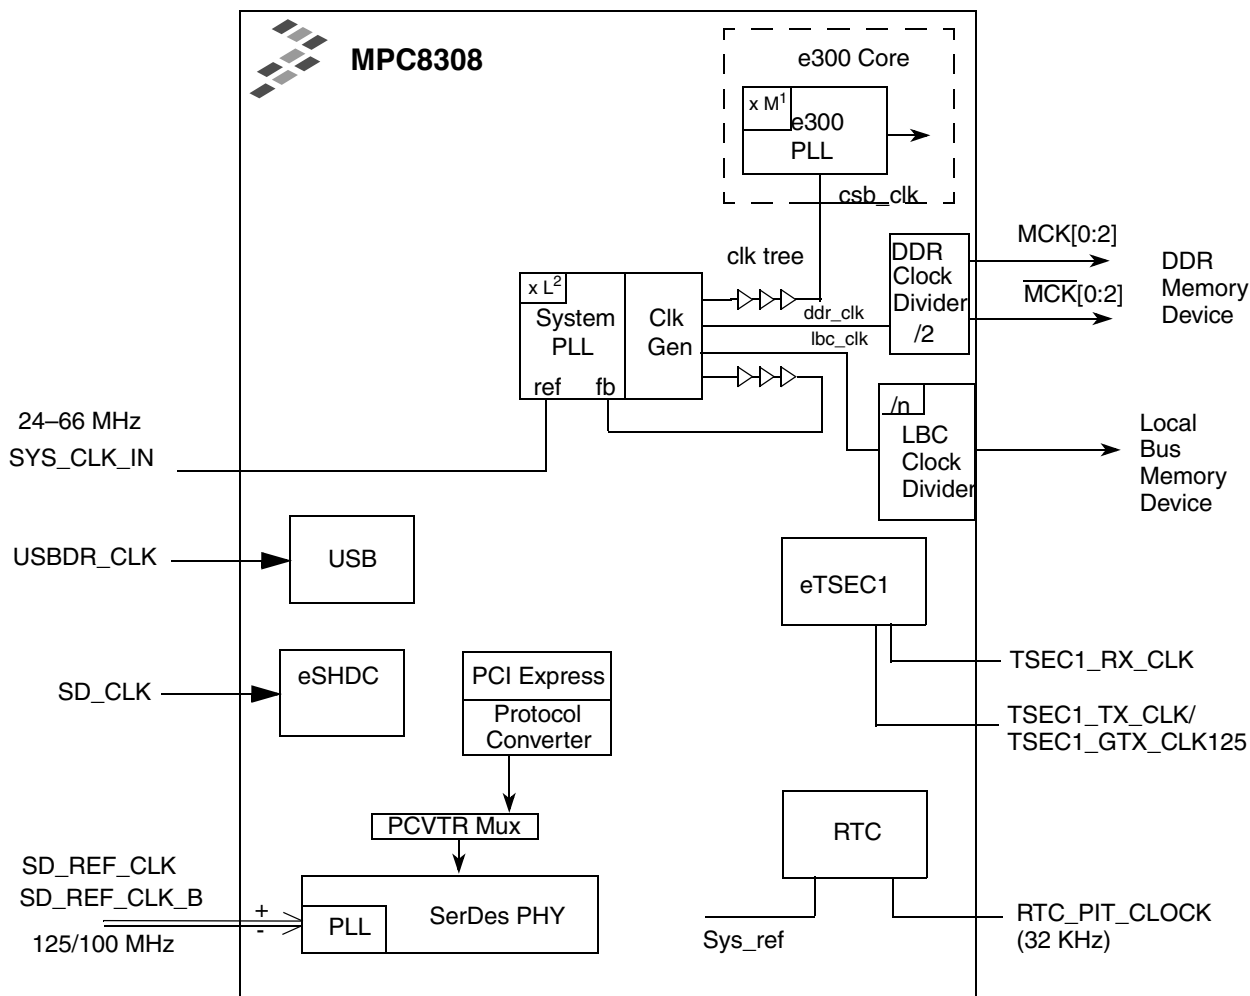 MPC8308
e300 Core
x M1
e300
PLL
csb_clk
clk tree
MCK[0:2]
MCK[0:2]
DDR
Memory
Device
DDR
Clock
Divider
/2
x L2
System
PLL
ref
fb
Clk
Gen
ddr_clk
lbc_clk
24–66 MHz
SYS_CLK_IN
/n
LBC
Clock
Divider
Local
Bus
Memory
Device
USBDR_CLK
USB
eTSEC1
TSEC1_RX_CLK
TSEC1_TX_CLK/
TSEC1_GTX_CLK125
SD_CLK
eSHDC
PCI Express
Protocol
Converter
PCVTR Mux
RTC
SD_REF_CLK
SD_REF_CLK_B
+
-
125/100 MHz
PLL
SerDes PHY
Sys_ref
RTC_PIT_CLOCK
(32 KHz)